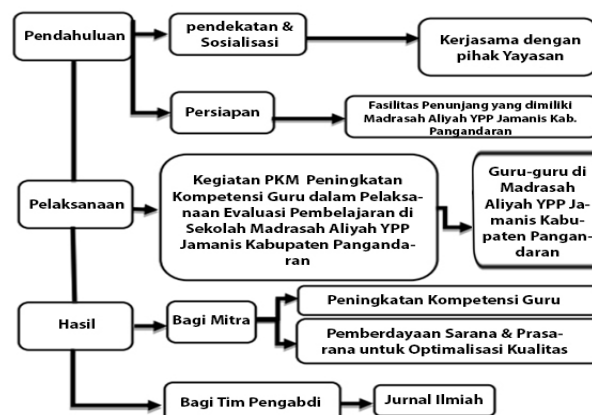 Pendahuluan
pendekatan &
Sosialisasi
Kerjasama dengan
pihak Yayasan
Persiapan
Fasilitas Penunjang yang dimiliki
Madrasah Aliyah YPP Jamanis Kab.
Pangandaran
Pelaksanaan
Kegiatan PKM Peningkatan
Kompetensi Guru dalam Pelaksa-
naan Evaluasi Pembelajaran di
Sekolah Madrasah Aliyah YPP
Jamanis Kabupaten Pangandа-
ran
Guru-guru di
Madrasah
Aliyah YPP Ja-
manis Kabu-
paten Pangan-
daran
Hasil
Bagi Mitra
Peningkatan Kompetensi Guru
Pemberdayaan Sarana & Prasa-
rana untuk Optimalisasi Kualitas
Bagi Tim Pengabdi
Jurnal Ilmiah